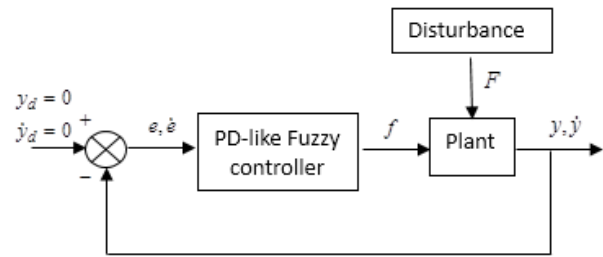 Disturbance
F
y_d = 0
ẏ_d = 0
+
−
e, ė
PD-like Fuzzy
controller
f
Plant
y, ẏ